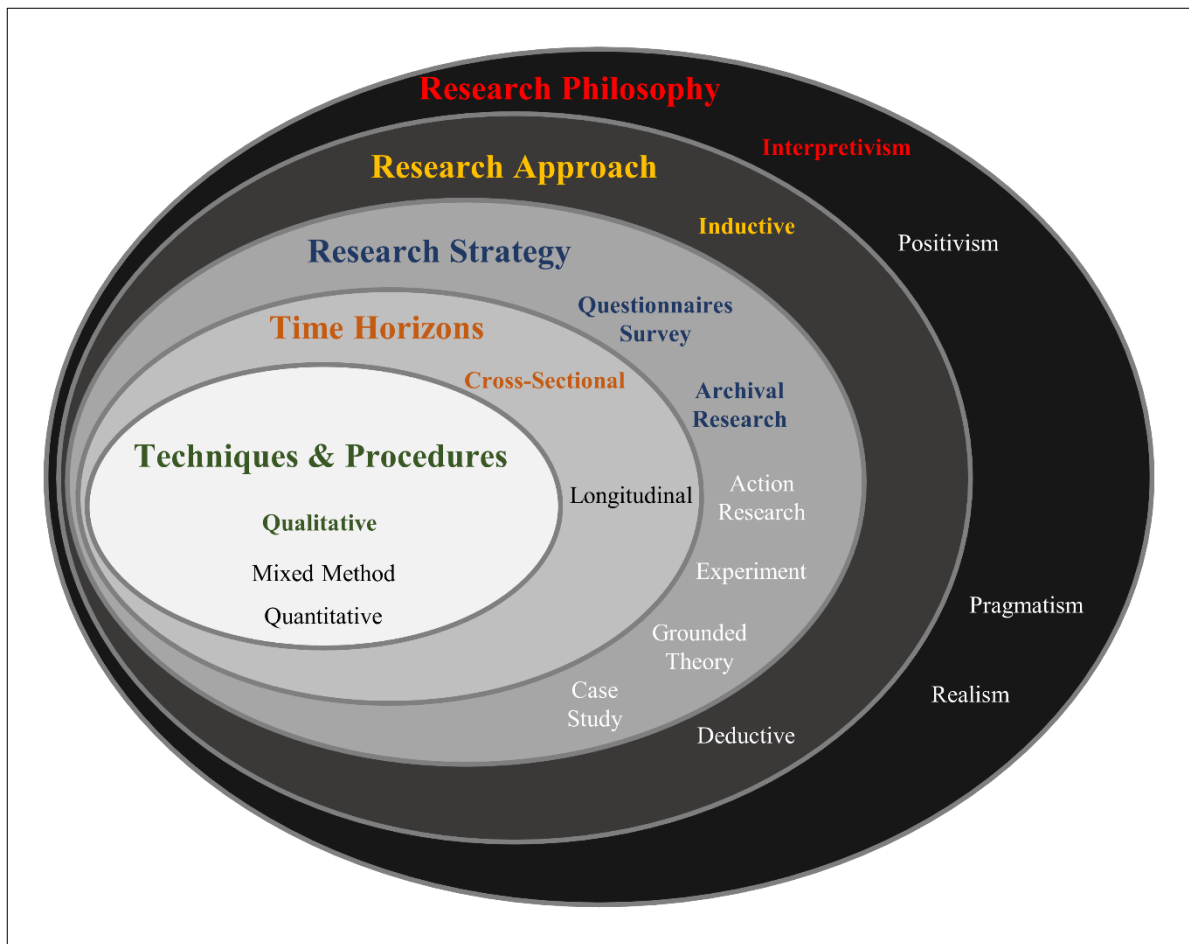 Research Philosophy
Interpretivism
Positivism
Pragmatism
Realism
Research Approach
Inductive
Deductive
Research Strategy
Questionnaires
Survey
Archival
Research
Action
Research
Experiment
Grounded
Theory
Case
Study
Time Horizons
Cross-Sectional
Longitudinal
Techniques & Procedures
Qualitative
Mixed Method
Quantitative